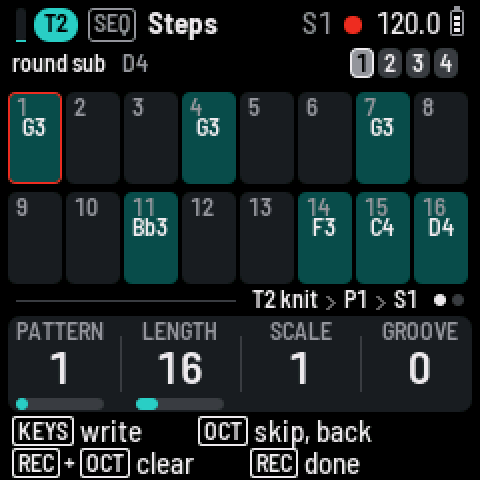 T2 SEQ Steps S1 120.0
round sub D4 1 2 3 4
1 2 3 4 5 6 7 8
G3 G3 G3
9 10 11 12 13 14 15 16
Bb3 F3 C4 D4
T2 knit > P1 > S1
PATTERN LENGTH SCALE GROOVE
1 16 1 0
KEYS write OCT skip, back
REC + OCT clear REC done